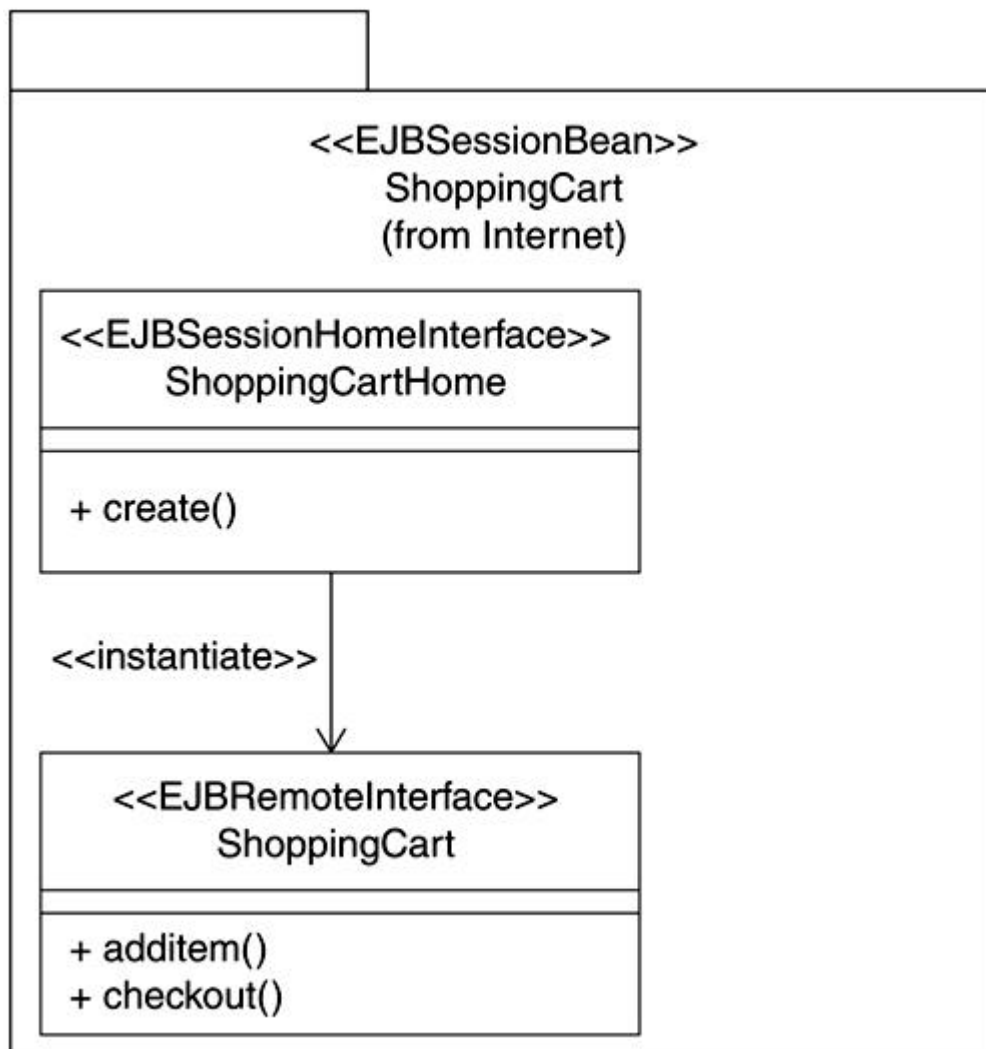 <<EJBSessionBean>>
ShoppingCart
(from Internet)
<<EJBSessionHomeInterface>>
ShoppingCartHome
+ create()
<<instantiate>>
<<EJBRemoteInterface>>
ShoppingCart
+ additem()
+ checkout()